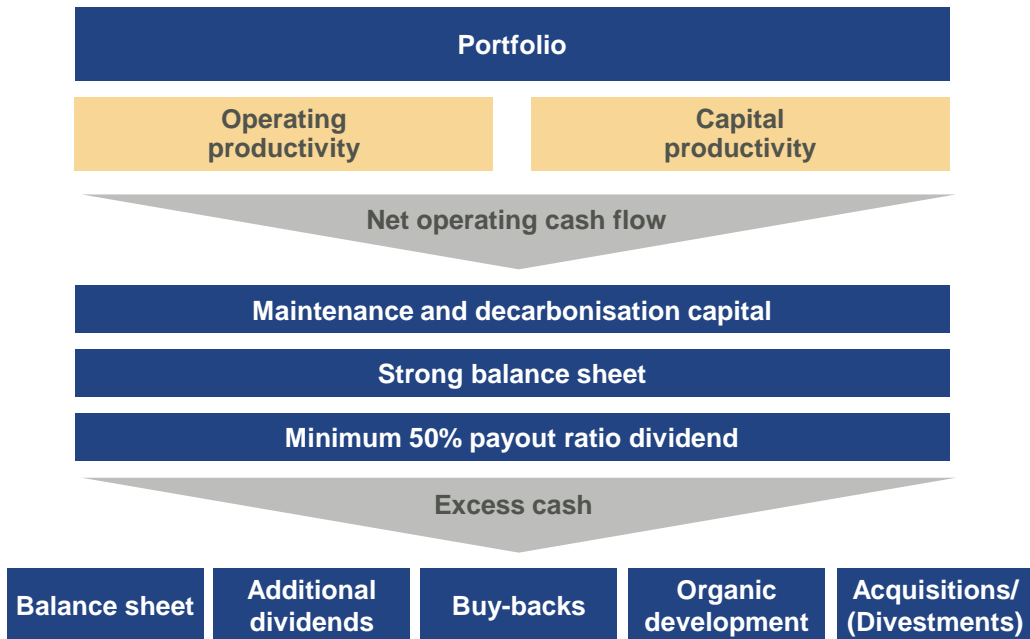 Portfolio
Operating
productivity
Capital
productivity
Net operating cash flow
Maintenance and decarbonisation capital
Strong balance sheet
Minimum 50% payout ratio dividend
Excess cash
Balance sheet
Additional
dividends
Buy-backs
Organic
development
Acquisitions/
(Divestments)